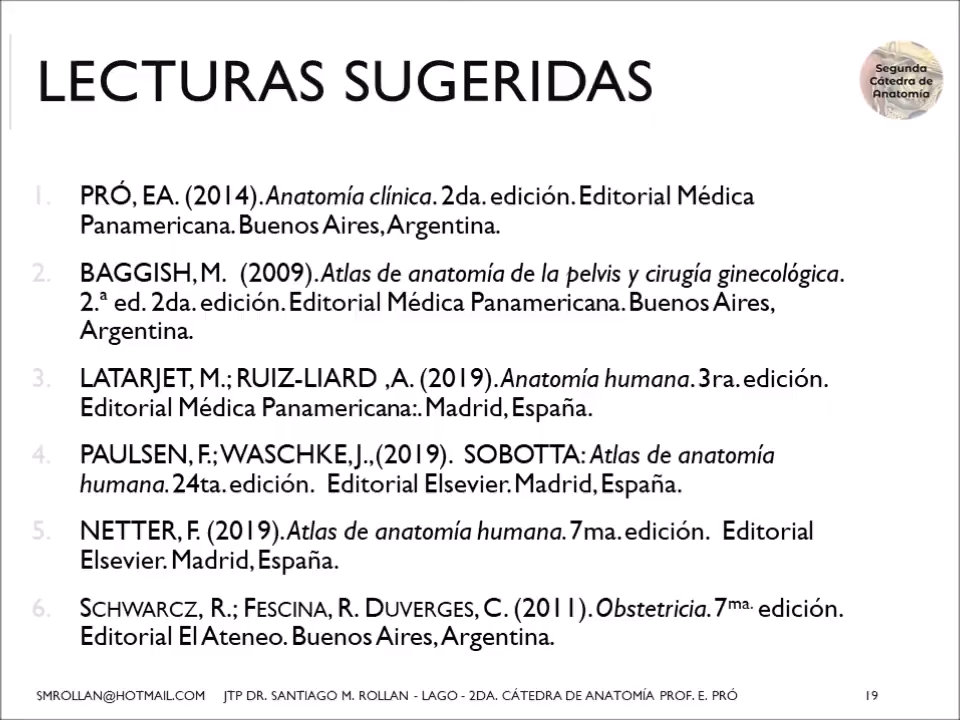 LECTURAS SUGERIDAS
Segunda
Cátedra de
Anatomía
1. PRÓ, EA. (2014). Anatomía clínica. 2da. edición. Editorial Médica
Panamericana. Buenos Aires, Argentina.
2. BAGGISH, M. (2009). Atlas de anatomía de la pelvis y cirugía ginecológica.
2.ª ed. 2da. edición. Editorial Médica Panamericana. Buenos Aires,
Argentina.
3. LATARJET, M.; RUIZ-LIARD ,A. (2019). Anatomía humana. 3ra. edición.
Editorial Médica Panamericana:. Madrid, España.
4. PAULSEN, F.; WASCHKE, J.,(2019). SOBOTTA: Atlas de anatomía
humana. 24ta. edición. Editorial Elsevier. Madrid, España.
5. NETTER, F. (2019). Atlas de anatomía humana. 7ma. edición. Editorial
Elsevier. Madrid, España.
6. SCHWARCZ, R.; FESCINA, R. DUVERGES, C. (2011). Obstetricia. 7ma. edición.
Editorial El Ateneo. Buenos Aires, Argentina.
SMROLLAN@HOTMAIL.COM JTP DR. SANTIAGO M. ROLLAN - LAGO - 2DA. CÁTEDRA DE ANATOMÍA PROF. E. PRÓ 19